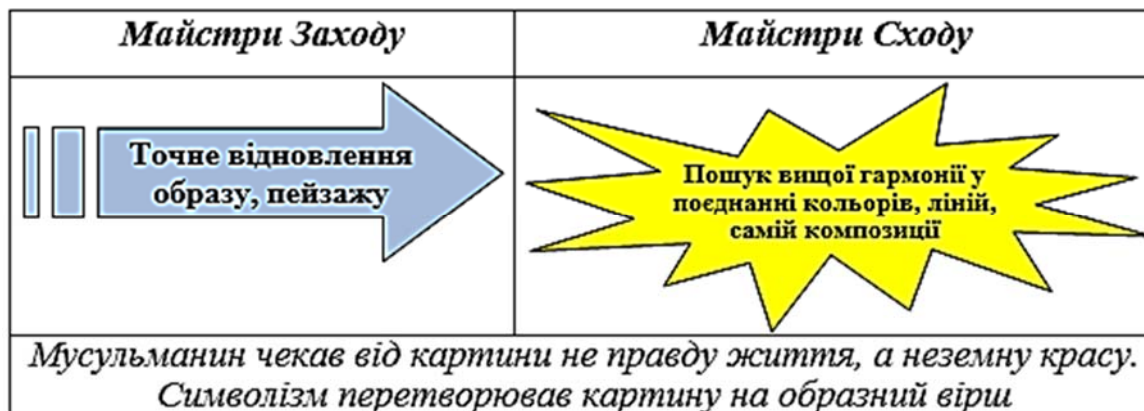 Майстри Заходу
Майстри Сходу
Точне відновлення
образу, пейзажу
Пошук вищої гармонії у
поєднанні кольорів, ліній,
самій композиції
Мусульманин чекав від картини не правду життя, а неземну красу.
Символізм перетворював картину на образний вірш